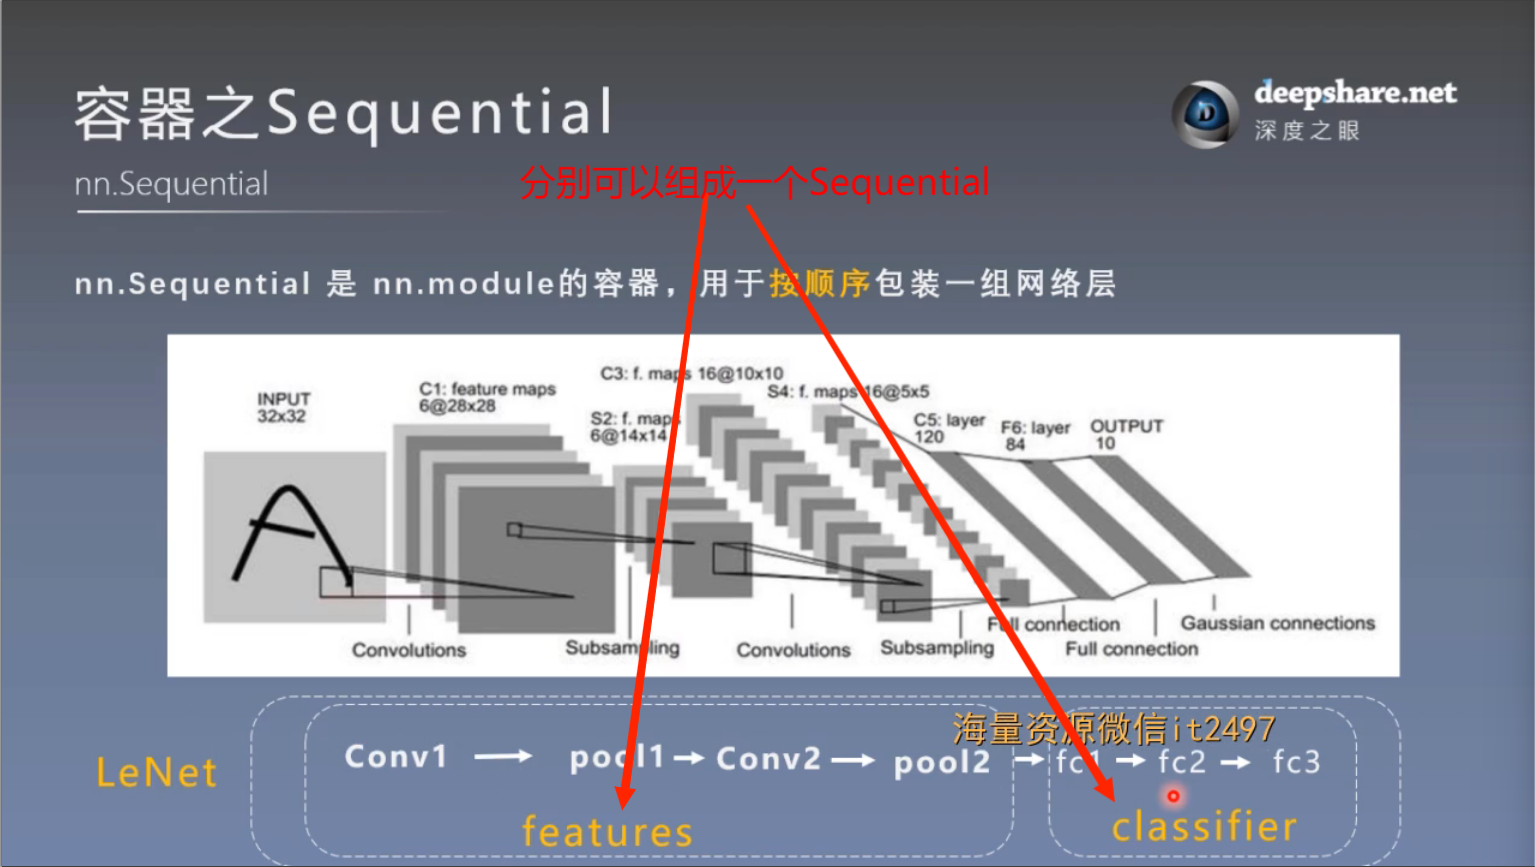 容器之Sequential
deepshare.net
深度之眼
nn.Sequential
分别可以组成一个Sequential
nn.Sequential 是 nn.module的容器，用于按顺序包装一组网络层
INPUT
32x32
C1: feature maps
6@28x28
S2: f. maps
6@14x14
C3: f. maps 16@10x10
S4: f. maps 16@5x5
C5: layer
120
F6: layer
84
OUTPUT
10
Convolutions
Subsampling
Convolutions
Subsampling
Full connection
Full connection
Gaussian connections
海量资源微信it2497
LeNet
Conv1 → pool1 → Conv2 → pool2 → fc1 → fc2 → fc3
features
classifier